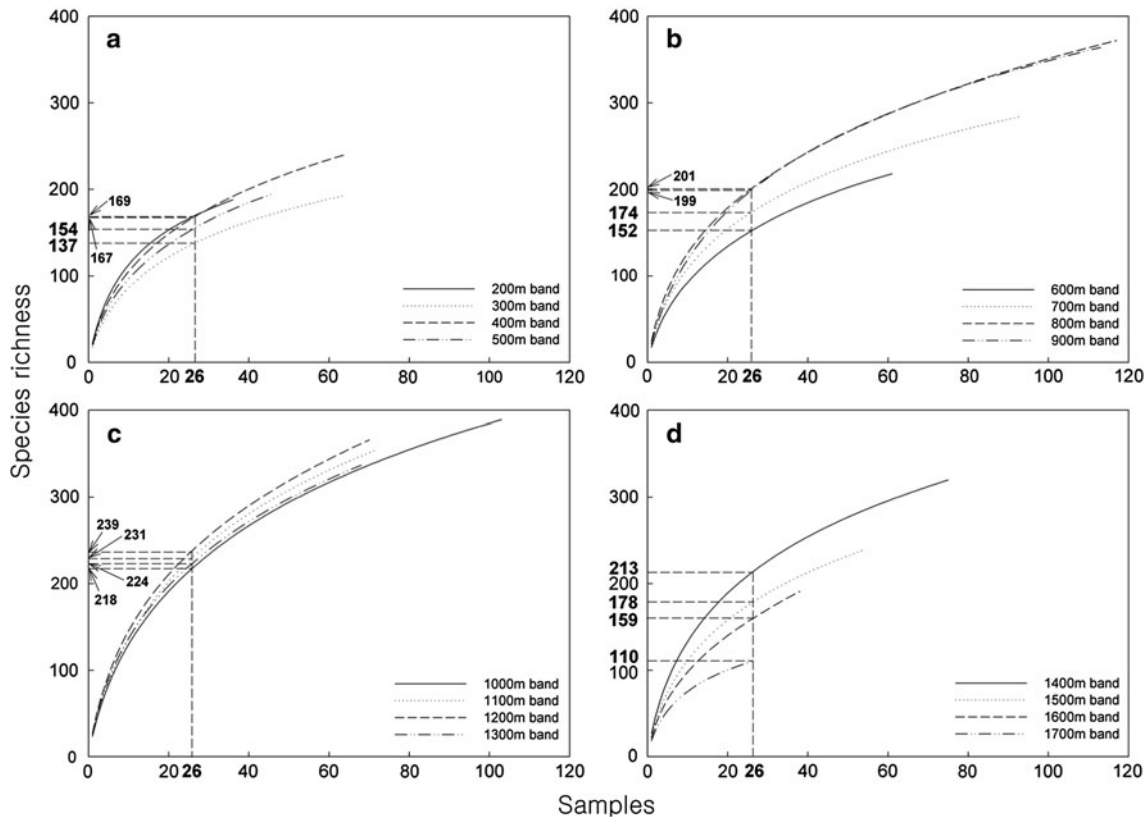 Species richness
a
400
300
200
100
0
169
154
137
167
200m band
300m band
400m band
500m band
0 20 26 40 60 80 100 120
b
400
300
200
174
152
100
0
201
199
600m band
700m band
800m band
900m band
0 20 26 40 60 80 100 120
c
400
300
200
100
0
239
231
224
218
1000m band
1100m band
1200m band
1300m band
0 20 26 40 60 80 100 120
d
400
300
213
200
178
159
110
100
0
1400m band
1500m band
1600m band
1700m band
0 20 26 40 60 80 100 120
Samples